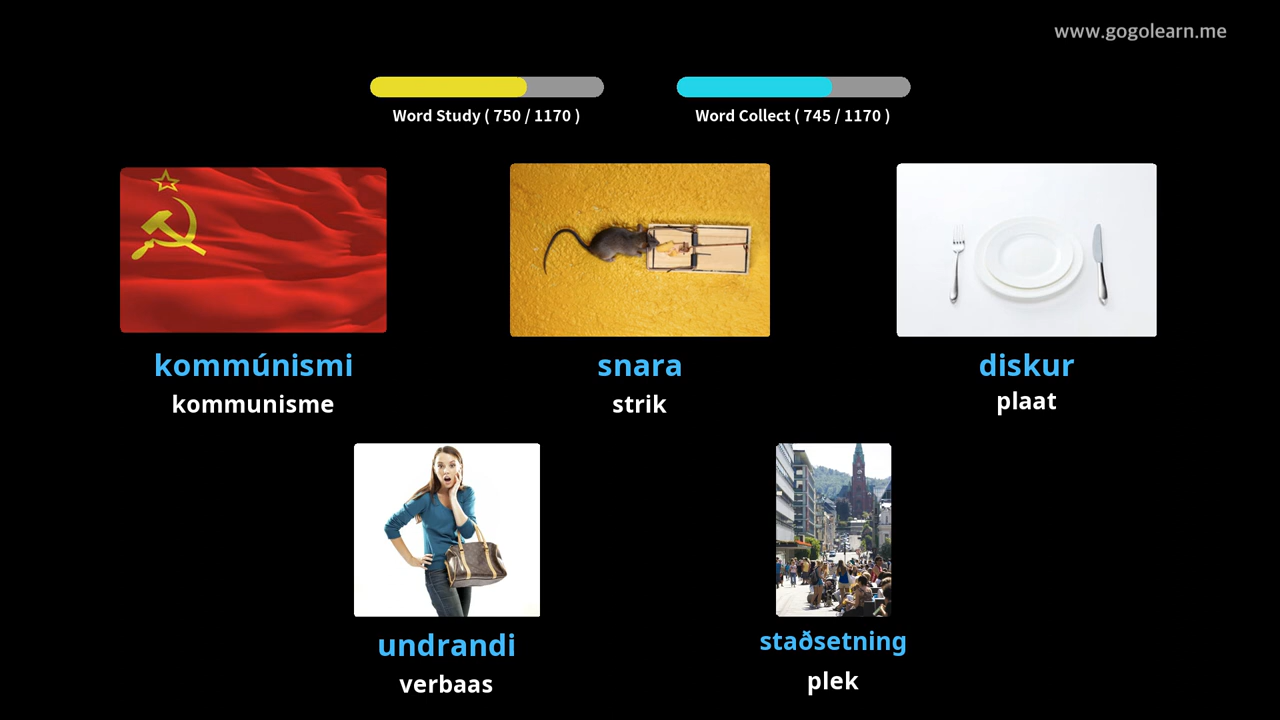 www.gogolearn.me
Word Study ( 750 / 1170 )
Word Collect ( 745 / 1170 )
kommúnismi
kommunisme
snara
strik
diskur
plaat
undrandi
verbaas
staðsetning
plek